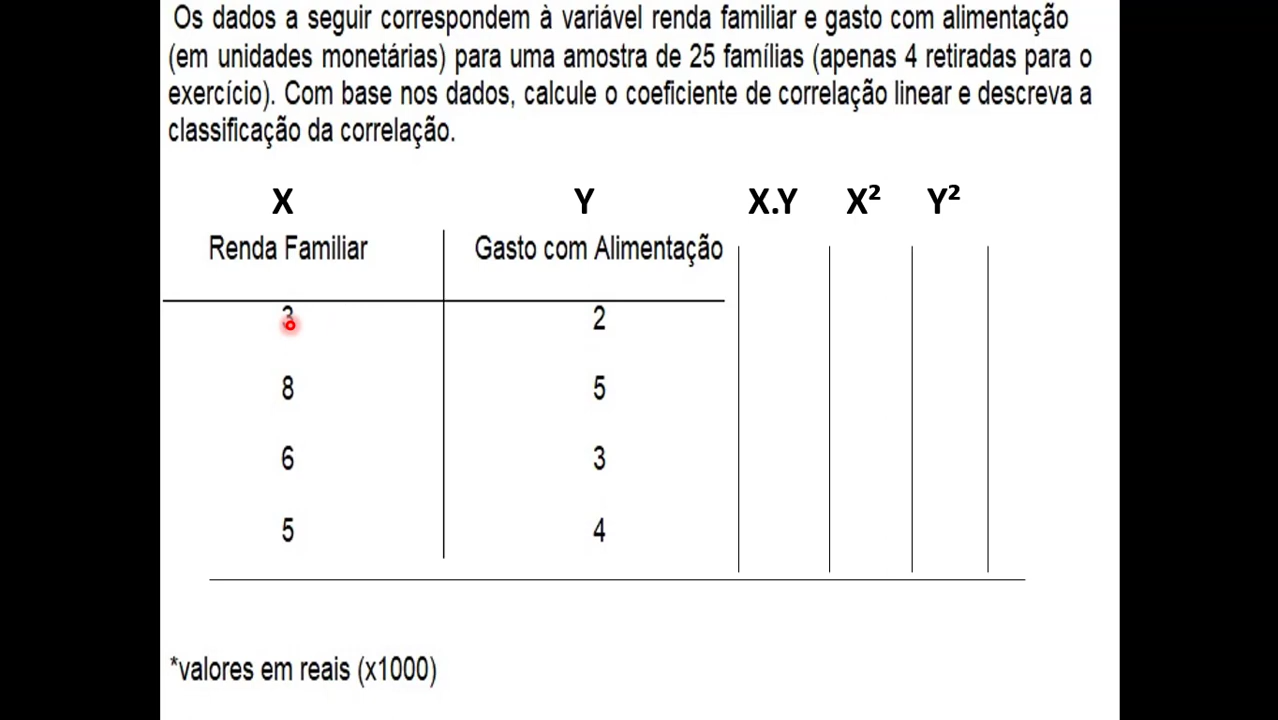 Os dados a seguir correspondem à variável renda familiar e gasto com alimentação
(em unidades monetárias) para uma amostra de 25 famílias (apenas 4 retiradas para o
exercício). Com base nos dados, calcule o coeficiente de correlação linear e descreva a
classificação da correlação.
X Y X.Y X² Y²
Renda Familiar Gasto com Alimentação
3 2
8 5
6 3
5 4
*valores em reais (x1000)